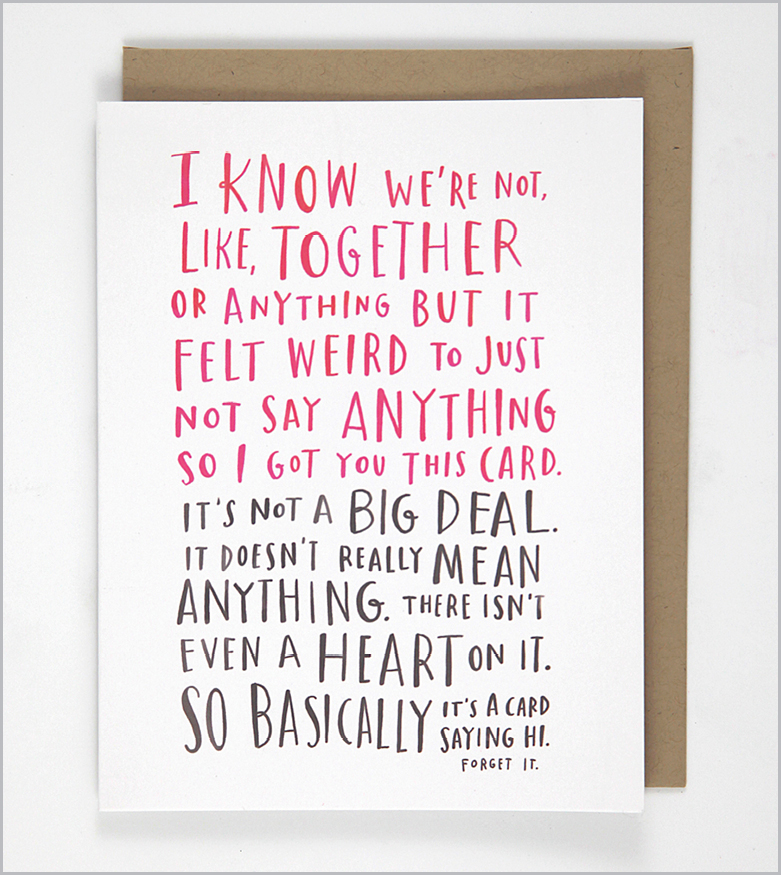 I KNOW WE'RE NOT,
LIKE, TOGETHER
OR ANYTHING BUT IT
FELT WEIRD TO JUST
NOT SAY ANYTHING
SO I GOT YOU THIS CARD.
IT'S NOT A BIG DEAL.
IT DOESN'T REALLY MEAN
ANYTHING. THERE ISN'T
EVEN A HEART ON IT.
SO BASICALLY IT'S A CARD
SAYING HI.
FORGET IT.